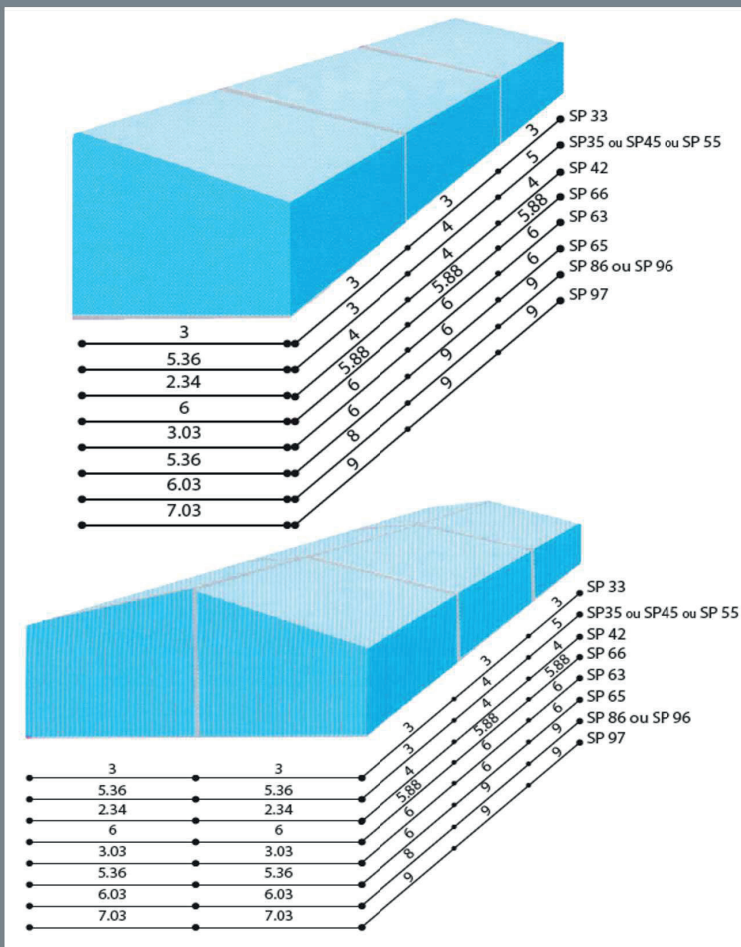 3 3 3 3 SP 33
5.36 3 4 5 SP35 ou SP45 ou SP 55
2.34 4 4 4 SP 42
6 5.88 5.88 5.88 SP 66
3.03 6 6 6 SP 63
5.36 6 6 6 SP 65
6.03 8 9 9 SP 86 ou SP 96
7.03 9 9 9 SP 97
3 3 3 3 3 SP 33
5.36 5.36 3 4 5 SP35 ou SP45 ou SP 55
2.34 2.34 4 4 4 SP 42
6 6 5.88 5.88 5.88 SP 66
3.03 3.03 6 6 6 SP 63
5.36 5.36 6 6 6 SP 65
6.03 6.03 8 9 9 SP 86 ou SP 96
7.03 7.03 9 9 9 SP 97